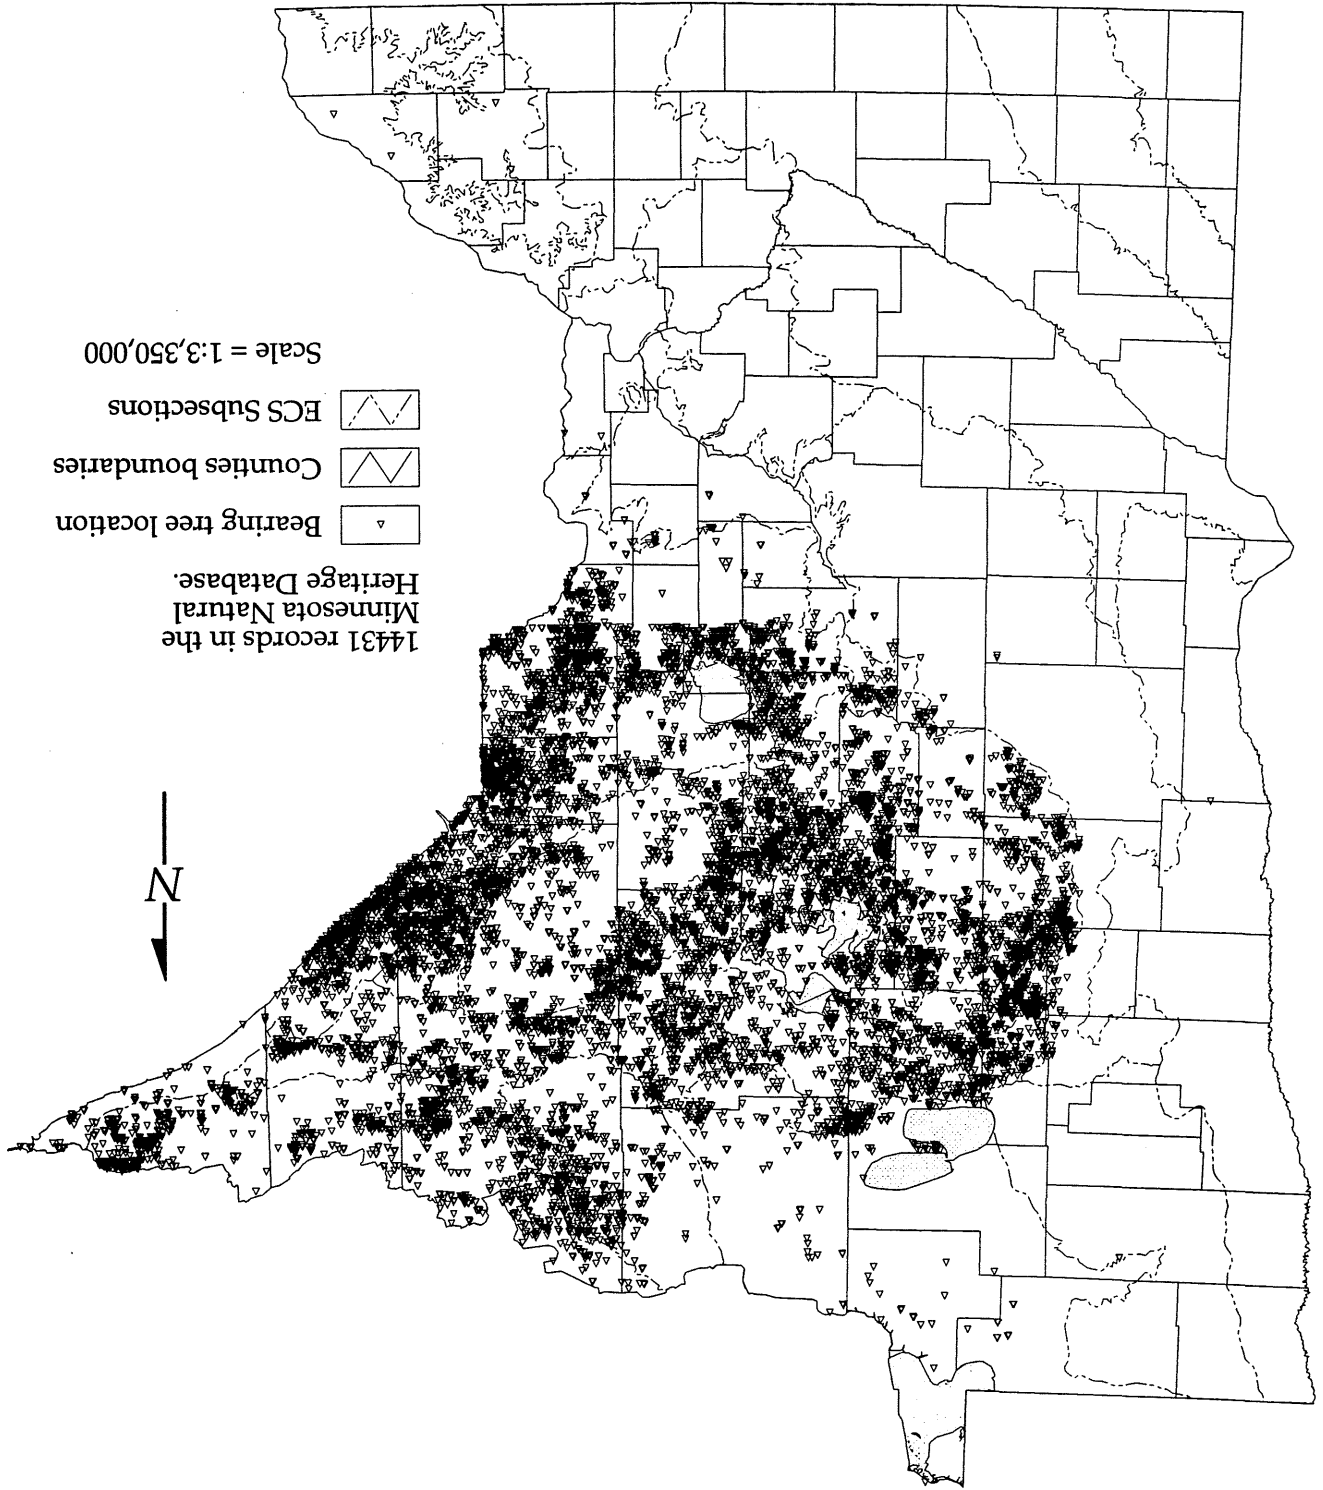 14431 records in the
Minnesota Natural
Heritage Database.
Bearing tree location
Counties boundaries
ECS Subsections
Scale = 1:3,350,000
N